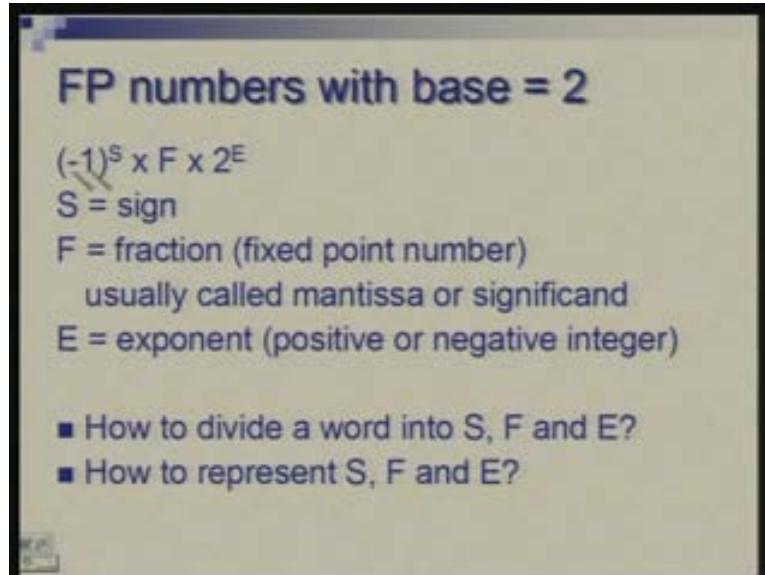 FP numbers with base = 2
(-1)ˢ x F x 2ᴱ
S = sign
F = fraction (fixed point number)
usually called mantissa or significand
E = exponent (positive or negative integer)
■ How to divide a word into S, F and E?
■ How to represent S, F and E?